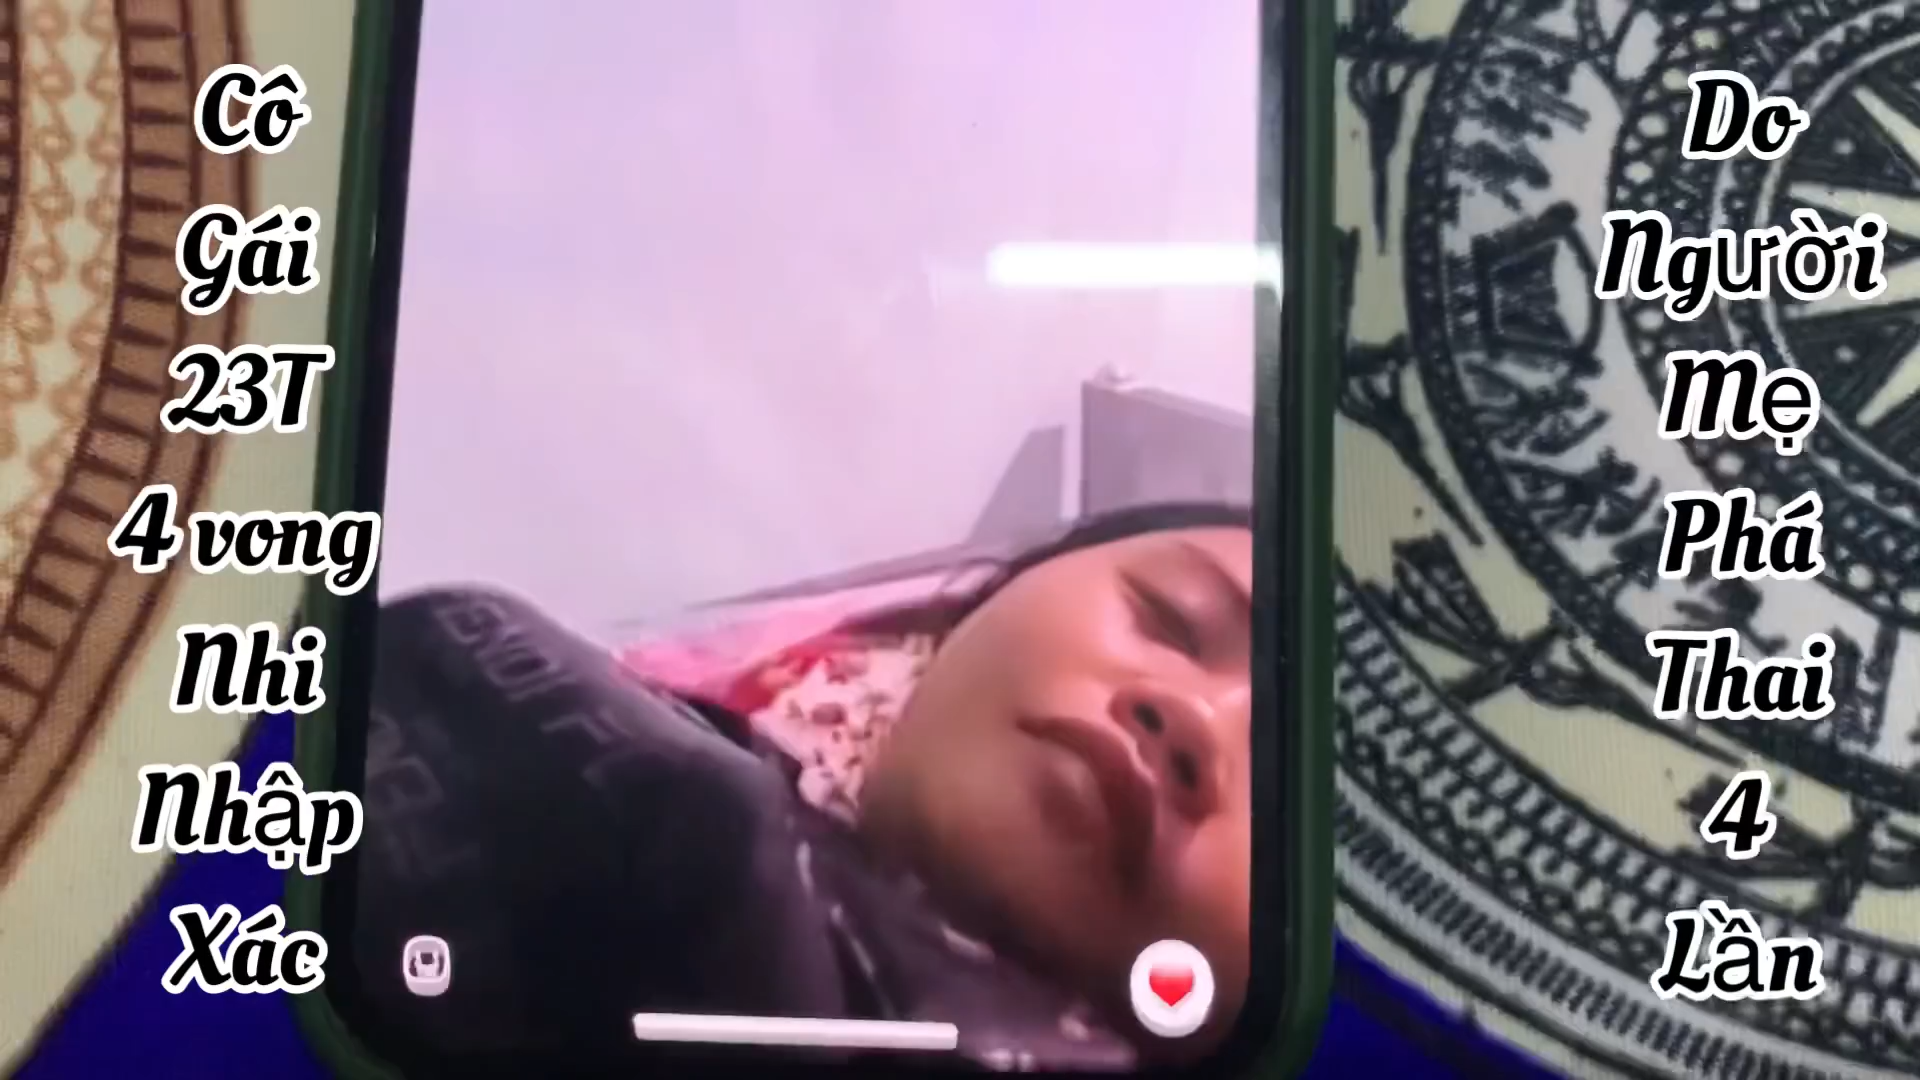 Cô
Gái
23T
4 vong
Nhi
Nhập
Xác
Do
Người
Mẹ
Phá
Thai
4
Lần